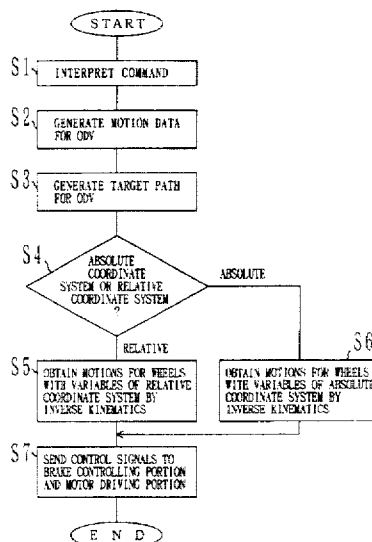 START
S1
INTERPRET COMMAND
S2
GENERATE MOTION DATA
FOR ODV
S3
GENERATE TARGET PATH
FOR ODV
S4
ABSOLUTE
COORDINATE
SYSTEM OR RELATIVE
COORDINATE SYSTEM
?
ABSOLUTE
RELATIVE
S5
OBTAIN MOTIONS FOR WHEELS
WITH VARIABLES OF RELATIVE
COORDINATE SYSTEM BY
INVERSE KINEMATICS
S6
OBTAIN MOTIONS FOR WHEELS
WITH VARIABLES OF ABSOLUTE
COORDINATE SYSTEM BY
INVERSE KINEMATICS
S7
SEND CONTROL SIGNALS TO
BRAKE CONTROLLING PORTION
AND MOTOR DRIVING PORTION
END